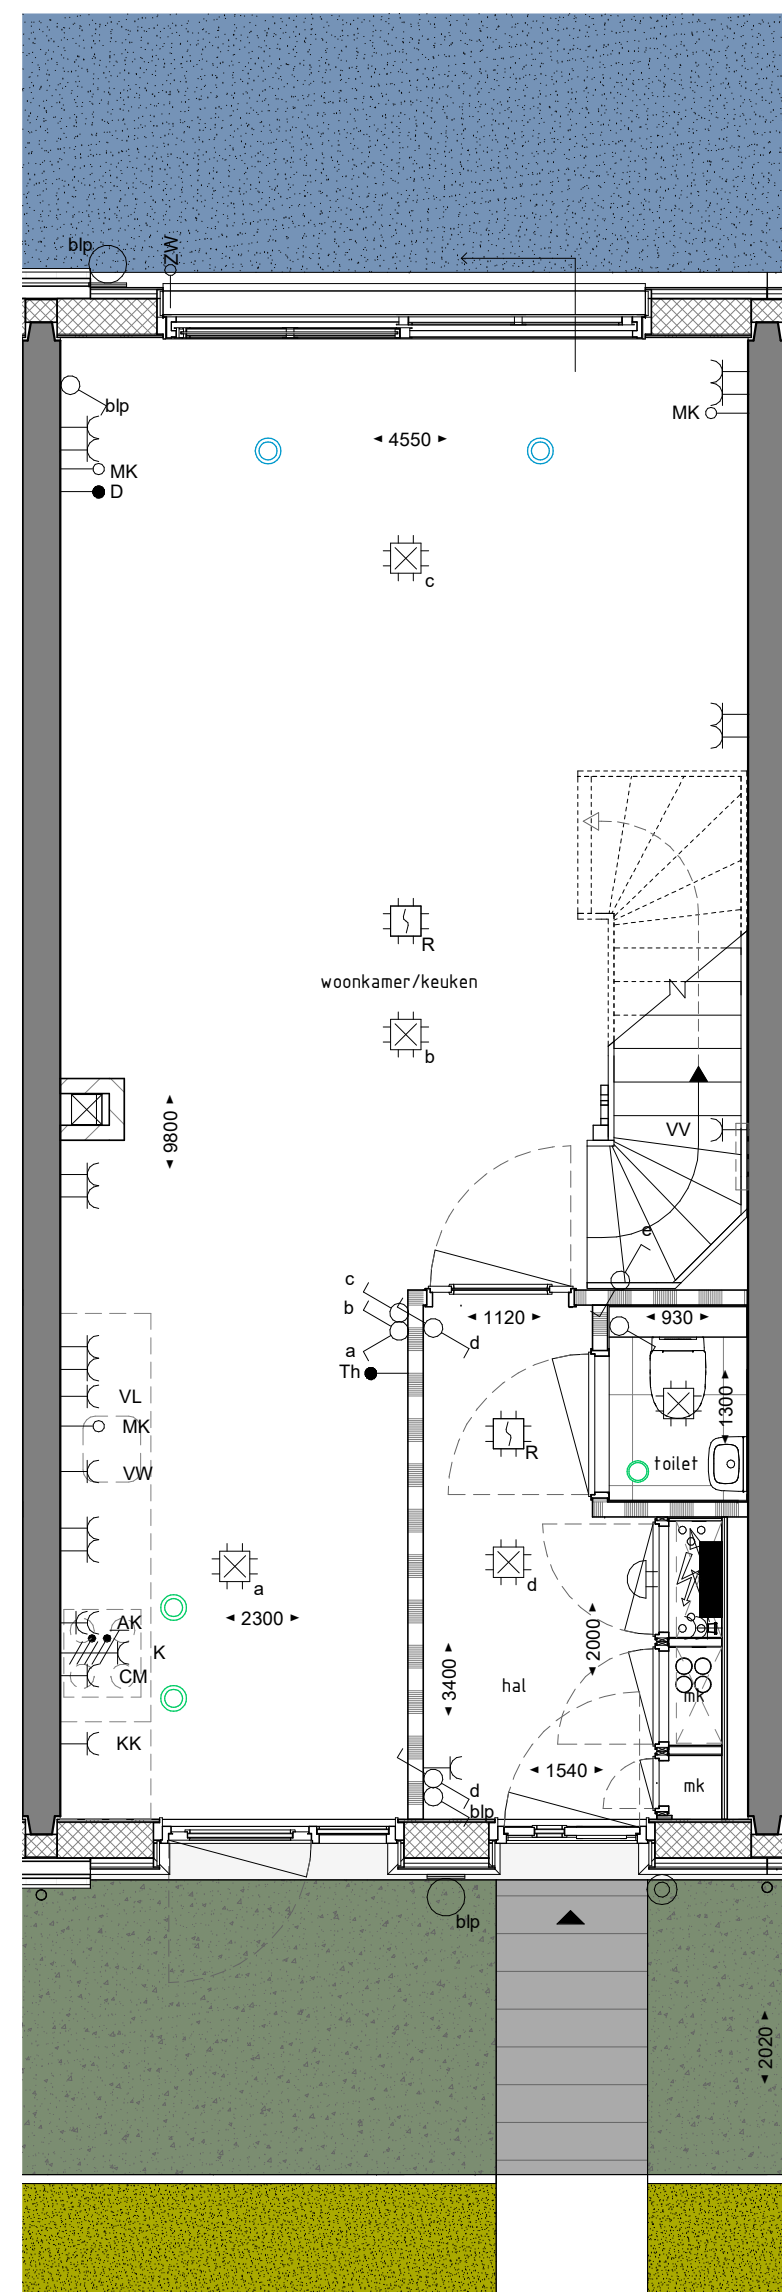 blp
ZW
blp
4550
MK
MK
D
c
R
woonkamer/keuken
b
9800
VV
e
c
b
a
Th
1120
d
930
VL
MK
VW
R
1300
toilet
a
d
2300
2000
AK
K
CM
3400
hal
mk
KK
1540
d
mk
blp
blp
2020